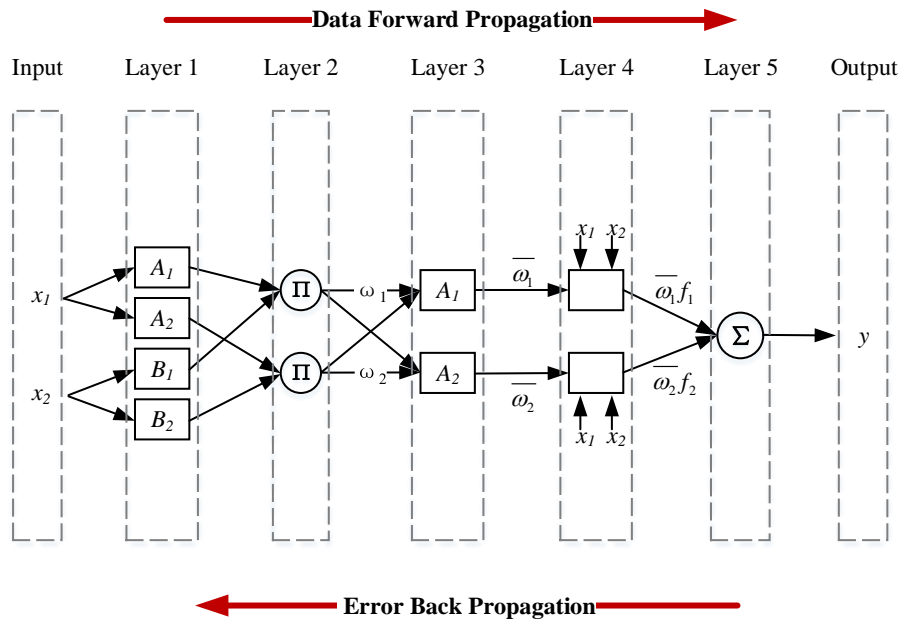 Data Forward Propagation
Input Layer 1 Layer 2 Layer 3 Layer 4 Layer 5 Output
x₁ x₂
A₁ Π ω₁ A₁ ω̅₁ ω̅₁f₁
x₁
A₂ Σ y
B₁ Π ω₂ A₂ ω̅₂ ω̅₂f₂
x₂
B₂
x₁ x₂
Error Back Propagation